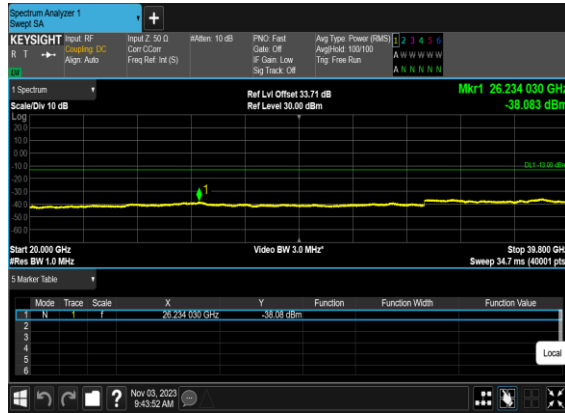 Spectrum Analyzer 1
Swept SA
+
KEYSIGHT Input: RF Input Z: 50 Ω #Atten: 10 dB PNO: Fast Avg Type: Power (RMS) 1 2 3 4 5 6
R T Coupling: DC Corr CCorr Gate: Off Avg|Hold: 100/100 A W W W W W
Align: Auto Freq Ref: Int (S) IF Gain: Low Trig: Free Run
Sig Track: Off A N N N N N
1 Spectrum Ref Lvl Offset 33.71 dB Mkr1 26.234 030 GHz
Scale/Div 10 dB Ref Level 30.00 dBm -38.083 dBm
Log
20.0
10.0
0.00
-10.0 DL1 -13.00 dBm
-20.0
-30.0 1
-40.0
-50.0
-60.0
Start 20.000 GHz Video BW 3.0 MHz* Stop 39.800 GHz
#Res BW 1.0 MHz Sweep 34.7 ms (40001 pts
5 Marker Table
Mode Trace Scale X Y Function Function Width Function Value
1 N 1 f 26.234 030 GHz -38.08 dBm
2
3
4
5
6
Local
? Nov 03, 2023
9:43:52 AM